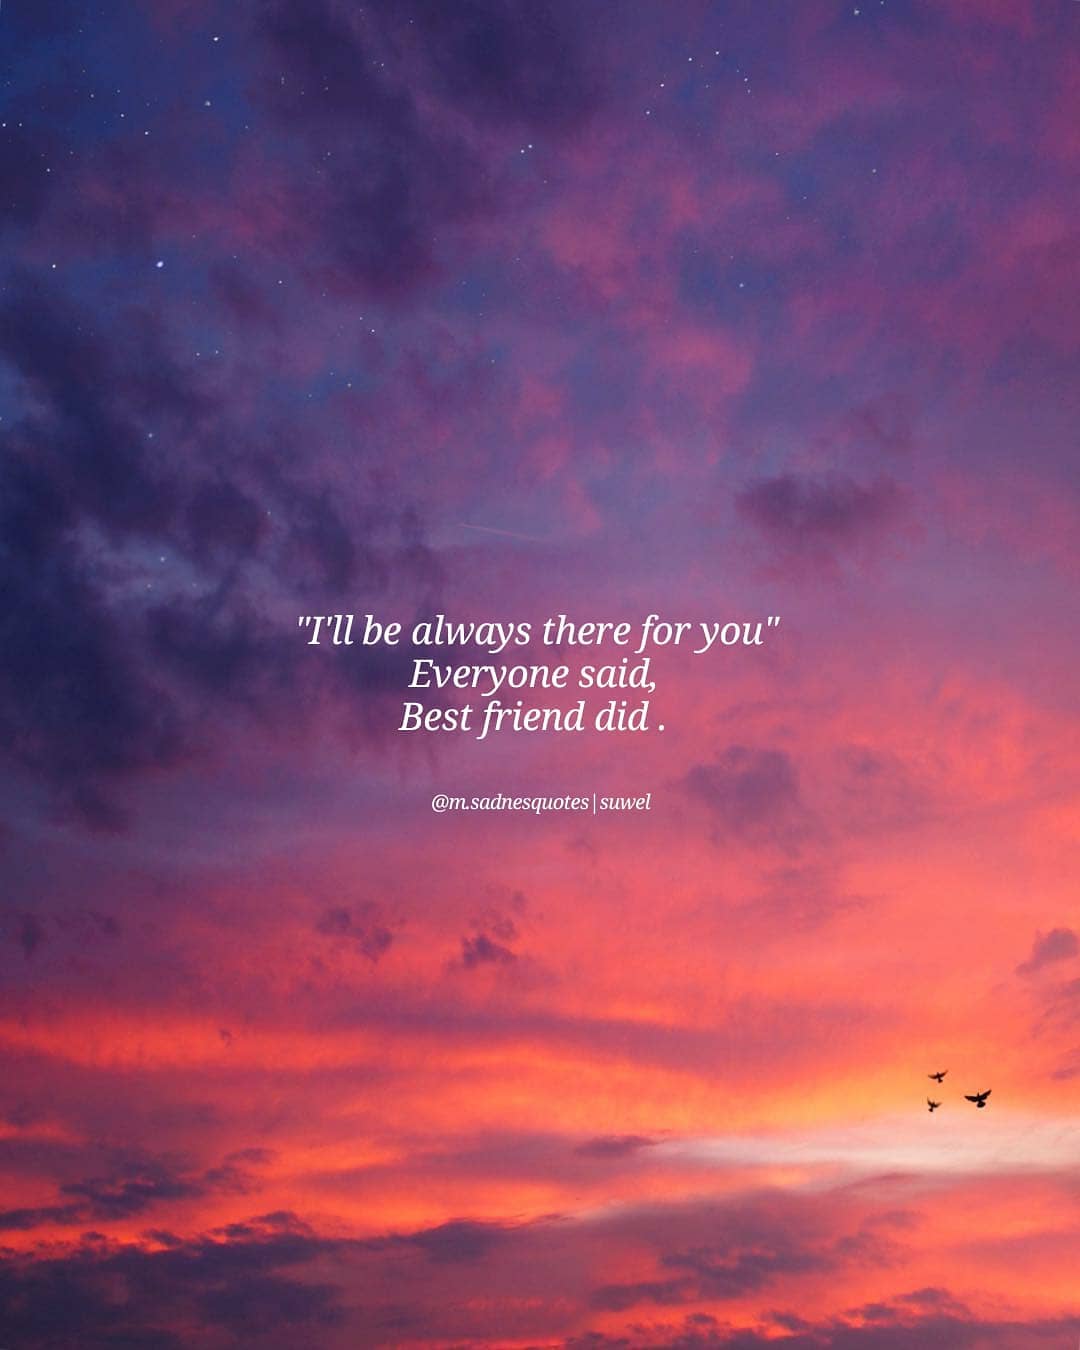 "I'll be always there for you"
Everyone said,
Best friend did .
@m.sadnesquotes|suwel